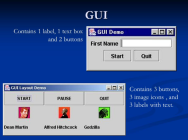 GUI
Contains 1 label, 1 text box
and 2 buttons
GUI Demo
First Name
Start Quit
GUI Layout Demo
START PAUSE QUIT
Dean Martin Alfred Hitchcock Godzilla
Contains 3 buttons,
3 image icons , and
3 labels with text.